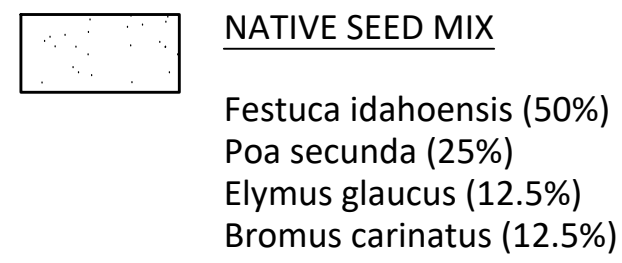 NATIVE SEED MIX
Festuca idahoensis (50%)
Poa secunda (25%)
Elymus glaucus (12.5%)
Bromus carinatus (12.5%)